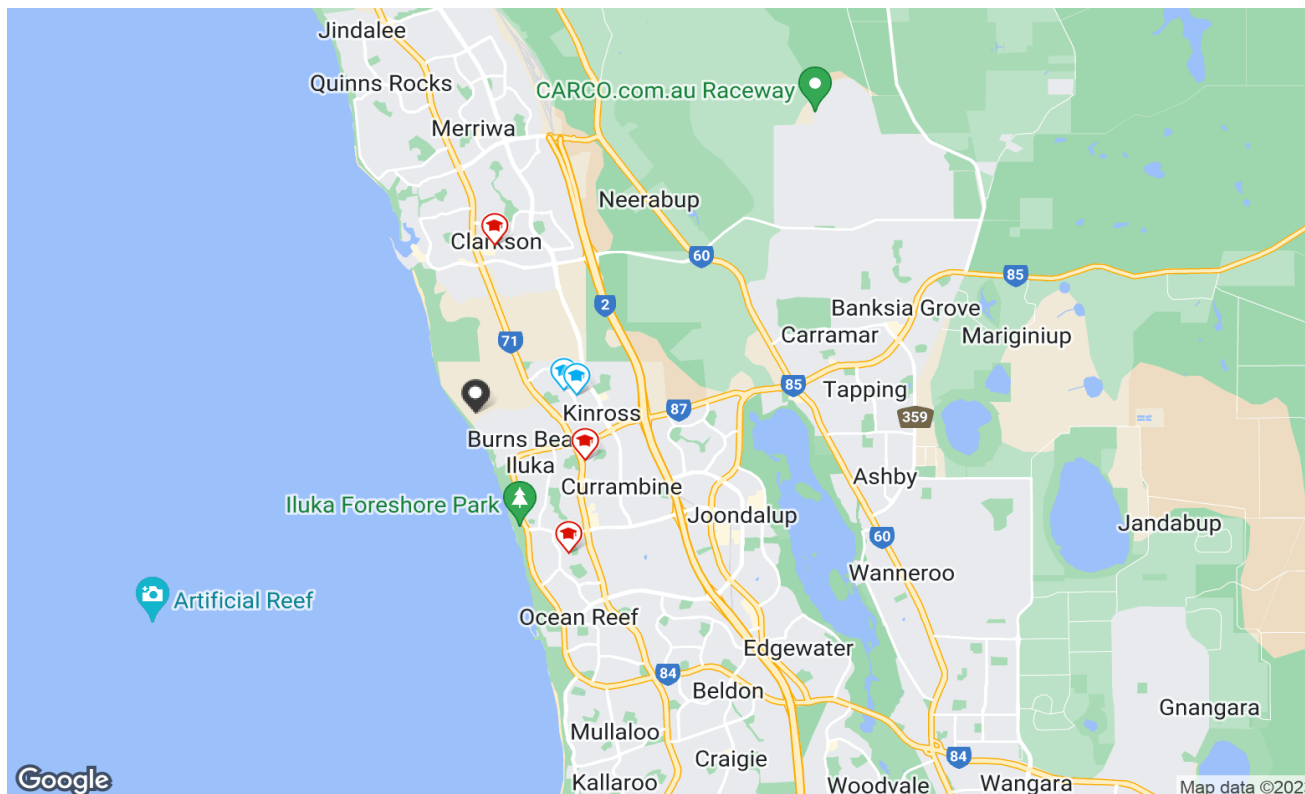 Jindalee
Quinns Rocks
CARCO.com.au Raceway
Merriwa
Neerabup
Clarkson
60
85
2
Banksia Grove
Carramar
Mariginiup
71
85
Tapping
87
Kinross
359
Burns Bea
Iluka
Ashby
Currambine
Iluka Foreshore Park
Joondalup
Jandabup
60
Wanneroo
Artificial Reef
Ocean Reef
Edgewater
84
Beldon
Gnangara
Mullaloo
Craigie
84
Kallaroo
Woodvale
Wangara
Google
Map data ©202